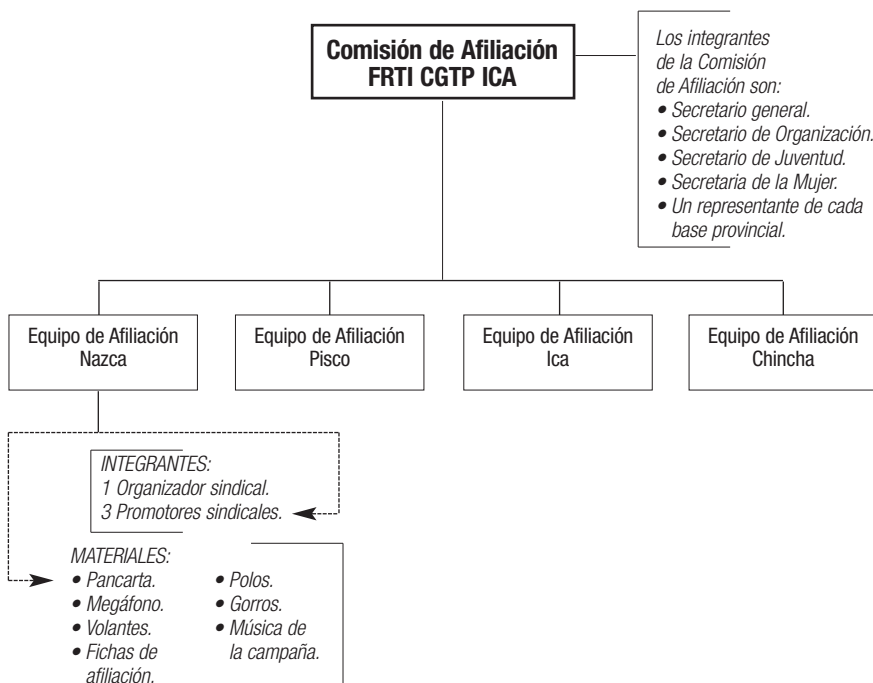 Comisión de Afiliación
FRTI CGTP ICA
Los integrantes
de la Comisión
de Afiliación son:
• Secretario general.
• Secretario de Organización.
• Secretario de Juventud.
• Secretaria de la Mujer.
• Un representante de cada
base provincial.
Equipo de Afiliación
Nazca
Equipo de Afiliación
Pisco
Equipo de Afiliación
Ica
Equipo de Afiliación
Chincha
INTEGRANTES:
1 Organizador sindical.
3 Promotores sindicales.
MATERIALES:
• Pancarta.
• Megáfono.
• Volantes.
• Fichas de
afiliación.
• Polos.
• Gorros.
• Música de
la campaña.